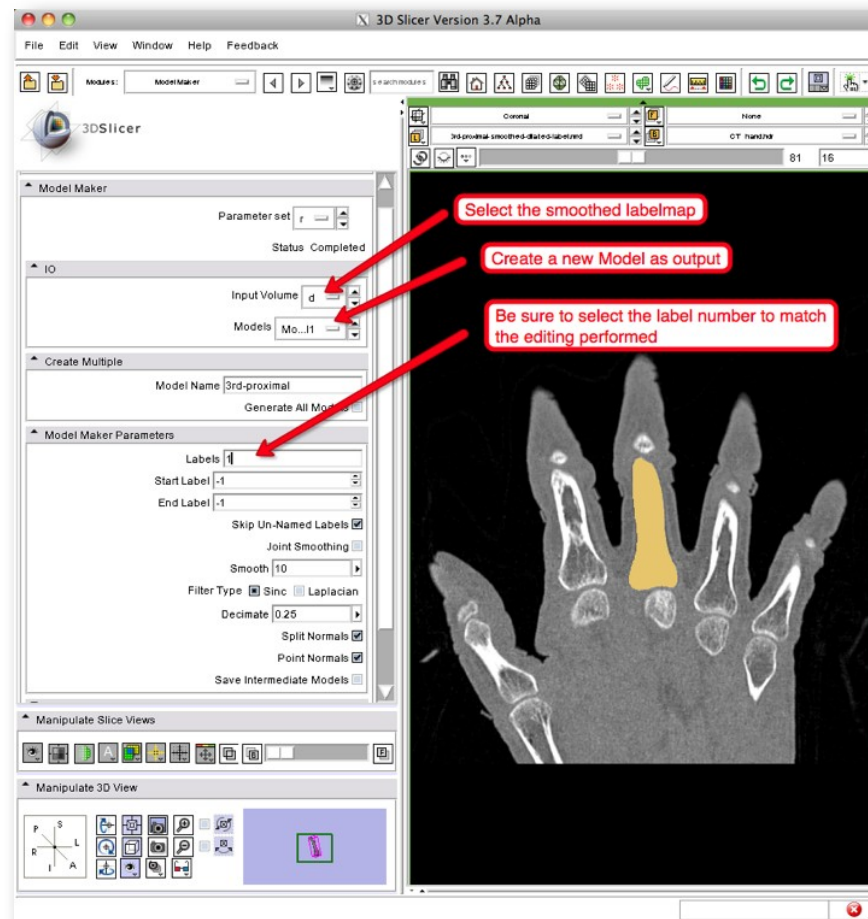 3D Slicer Version 3.7 Alpha
File Edit View Window Help Feedback
Modules: ModelMaker searchmodules
3DSlicer
Coronal None
3rd-proximal-smoothed-dilated-label.nrrd CT_hand.hdr
81 16
Model Maker
Parameter set r
Status Completed
IO
Input Volume d
Models Mo...l1
Create Multiple
Model Name 3rd-proximal
Generate All Models
Model Maker Parameters
Labels 1
Start Label -1
End Label -1
Skip Un-Named Labels
Joint Smoothing
Smooth 10
Filter Type Sinc Laplacian
Decimate 0.25
Split Normals
Point Normals
Save Intermediate Models
Manipulate Slice Views
Manipulate 3D View
P S
R L
I A
Select the smoothed labelmap
Create a new Model as output
Be sure to select the label number to match
the editing performed